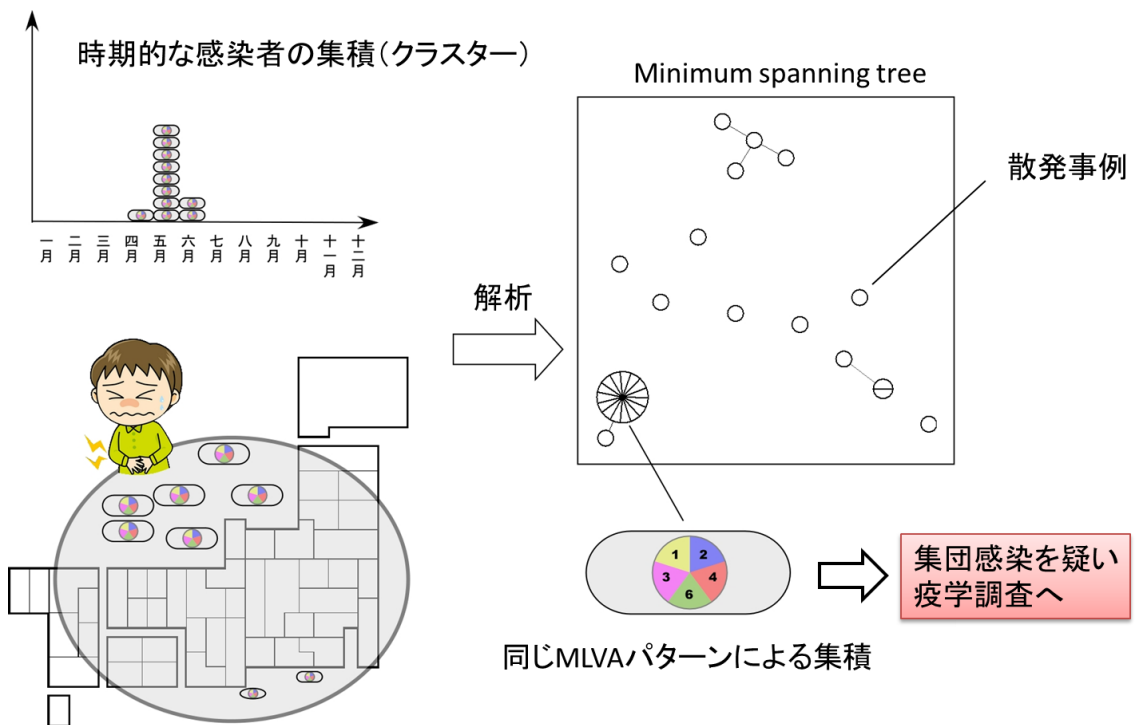 時期的な感染者の集積（クラスター）
一月 二月 三月 四月 五月 六月 七月 八月 九月 十月 十一月 十二月
解析
Minimum spanning tree
散発事例
1 2
3 4
6
同じMLVAパターンによる集積
集団感染を疑い
疫学調査へ